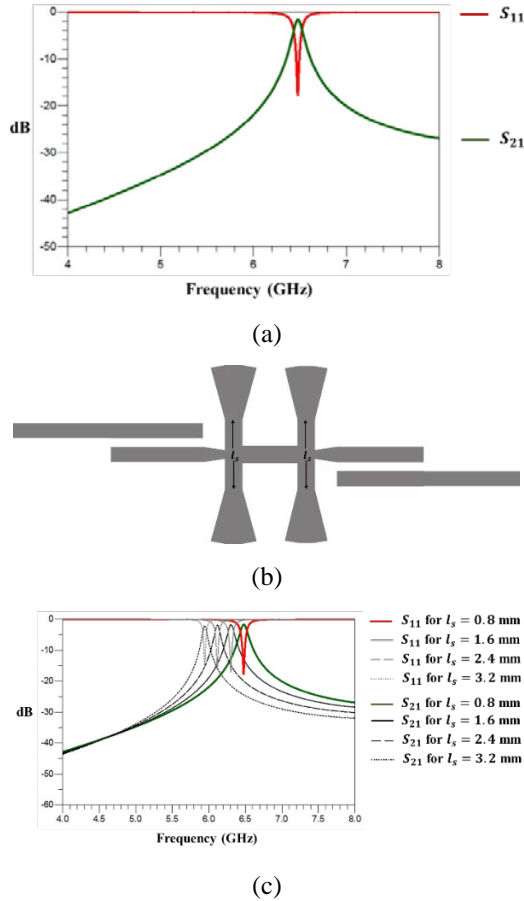 0
-10
-20
-30
-40
-50
dB
4
5
6
7
8
Frequency (GHz)
S₁₁
S₂₁
(a)
lₛ lₛ
(b)
0
-10
-20
-30
-40
-50
-60
dB
4.0
4.5
5.0
5.5
6.0
6.5
7.0
7.5
8.0
Frequency (GHz)
S₁₁ for lₛ = 0.8 mm
S₁₁ for lₛ = 1.6 mm
S₁₁ for lₛ = 2.4 mm
S₁₁ for lₛ = 3.2 mm
S₂₁ for lₛ = 0.8 mm
S₂₁ for lₛ = 1.6 mm
S₂₁ for lₛ = 2.4 mm
S₂₁ for lₛ = 3.2 mm
(c)